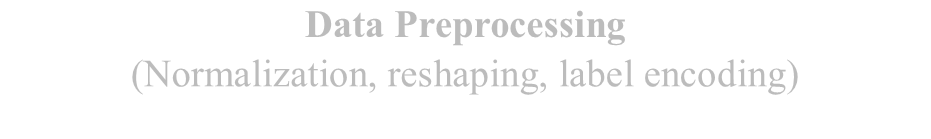 Data Preprocessing
(Normalization, reshaping, label encoding)